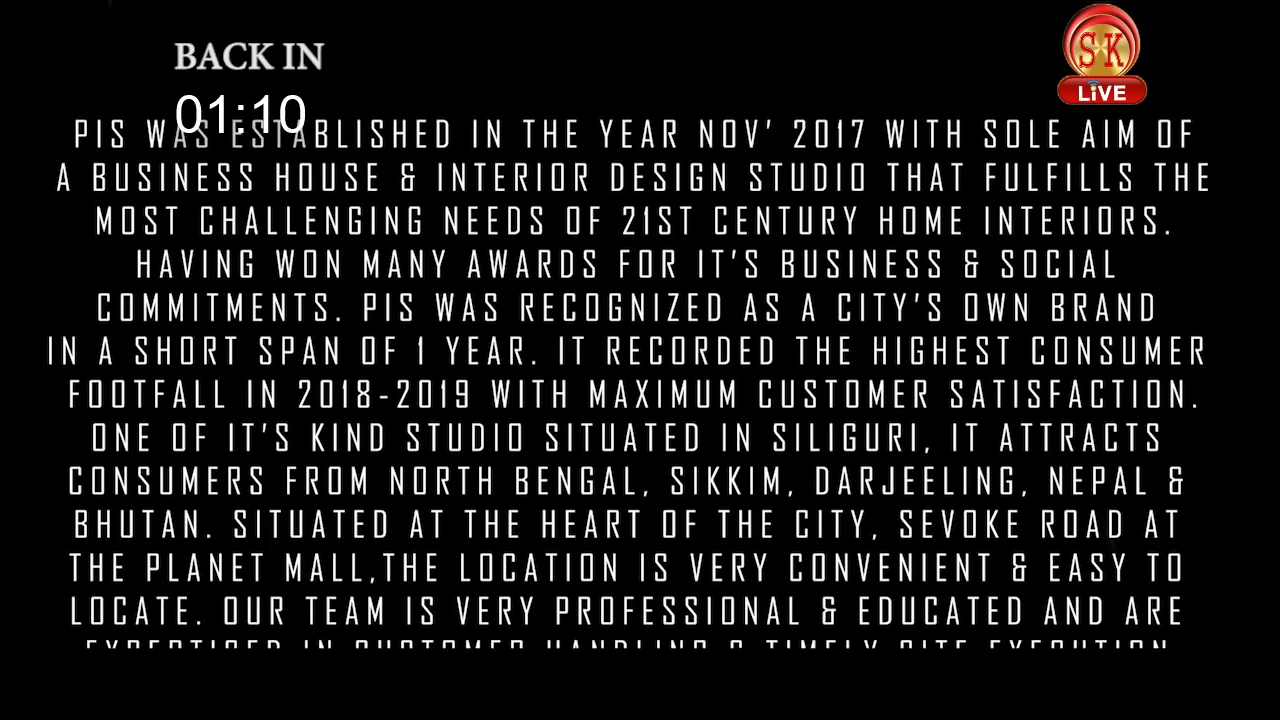 BACK IN
01:10
SK
LiVE
PIS WAS ESTABLISHED IN THE YEAR NOV' 2017 WITH SOLE AIM OF
A BUSINESS HOUSE & INTERIOR DESIGN STUDIO THAT FULFILLS THE
MOST CHALLENGING NEEDS OF 21ST CENTURY HOME INTERIORS.
HAVING WON MANY AWARDS FOR IT'S BUSINESS & SOCIAL
COMMITMENTS. PIS WAS RECOGNIZED AS A CITY'S OWN BRAND
IN A SHORT SPAN OF 1 YEAR. IT RECORDED THE HIGHEST CONSUMER
FOOTFALL IN 2018-2019 WITH MAXIMUM CUSTOMER SATISFACTION.
ONE OF IT'S KIND STUDIO SITUATED IN SILIGURI, IT ATTRACTS
CONSUMERS FROM NORTH BENGAL, SIKKIM, DARJEELING, NEPAL &
BHUTAN. SITUATED AT THE HEART OF THE CITY, SEVOKE ROAD AT
THE PLANET MALL,THE LOCATION IS VERY CONVENIENT & EASY TO
LOCATE. OUR TEAM IS VERY PROFESSIONAL & EDUCATED AND ARE